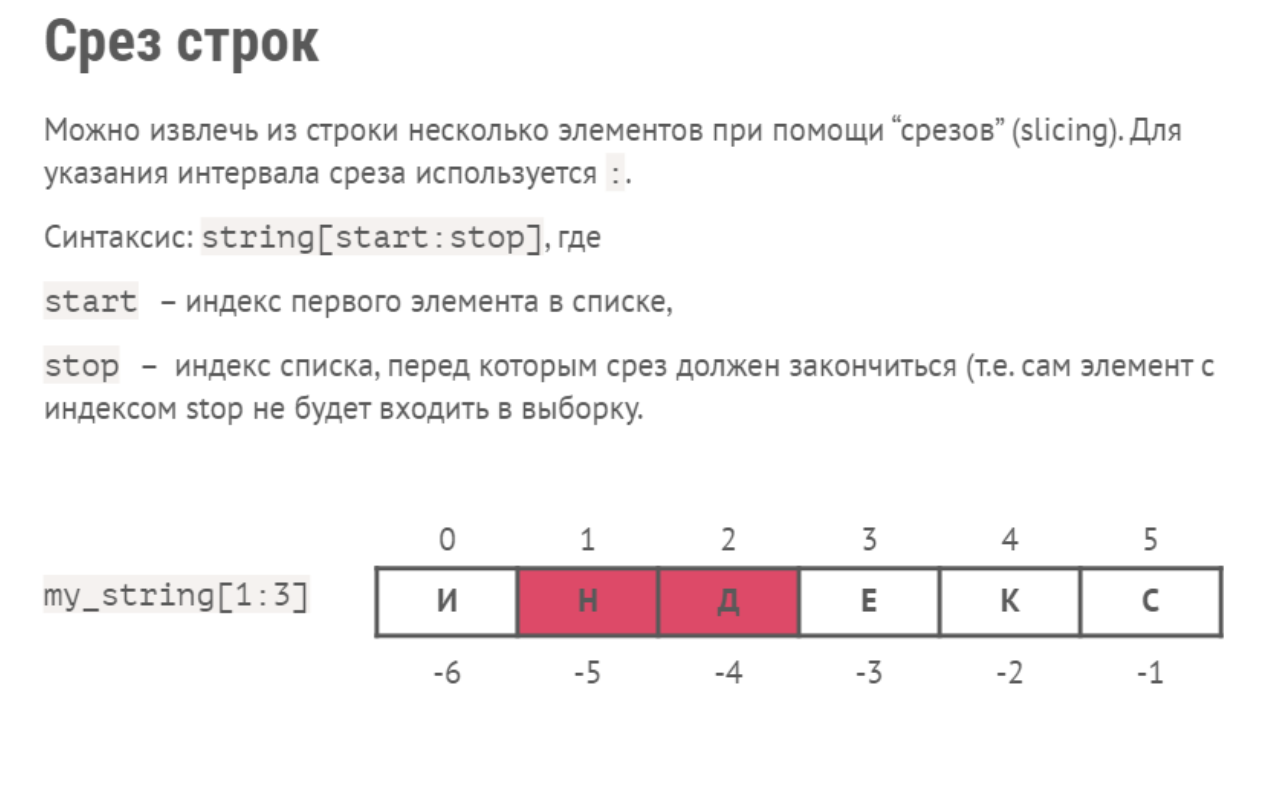 Срез строк
Можно извлечь из строки несколько элементов при помощи “срезов” (slicing). Для
указания интервала среза используется :.
Синтаксис: string[start:stop], где
start – индекс первого элемента в списке,
stop – индекс списка, перед которым срез должен закончиться (т.е. сам элемент с
индексом stop не будет входить в выборку.
0 1 2 3 4 5
my_string[1:3] И Н Д Е К С
-6 -5 -4 -3 -2 -1